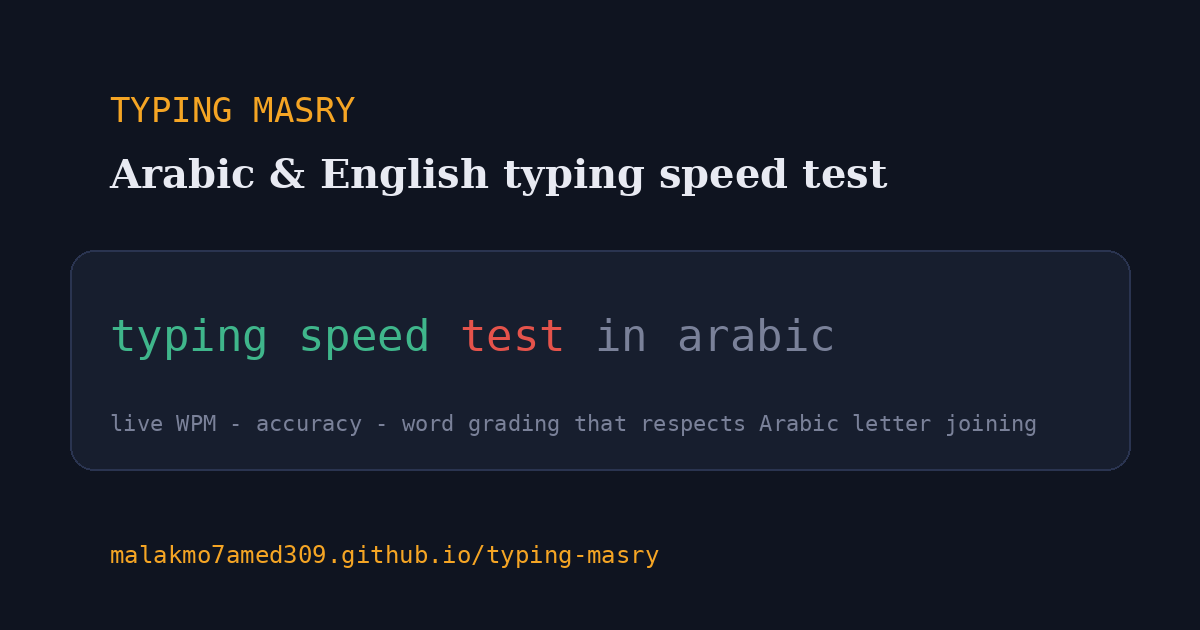 TYPING MASRY
Arabic & English typing speed test
typing speed test in arabic
live WPM - accuracy - word grading that respects Arabic letter joining
malakmo7amed309.github.io/typing-masry